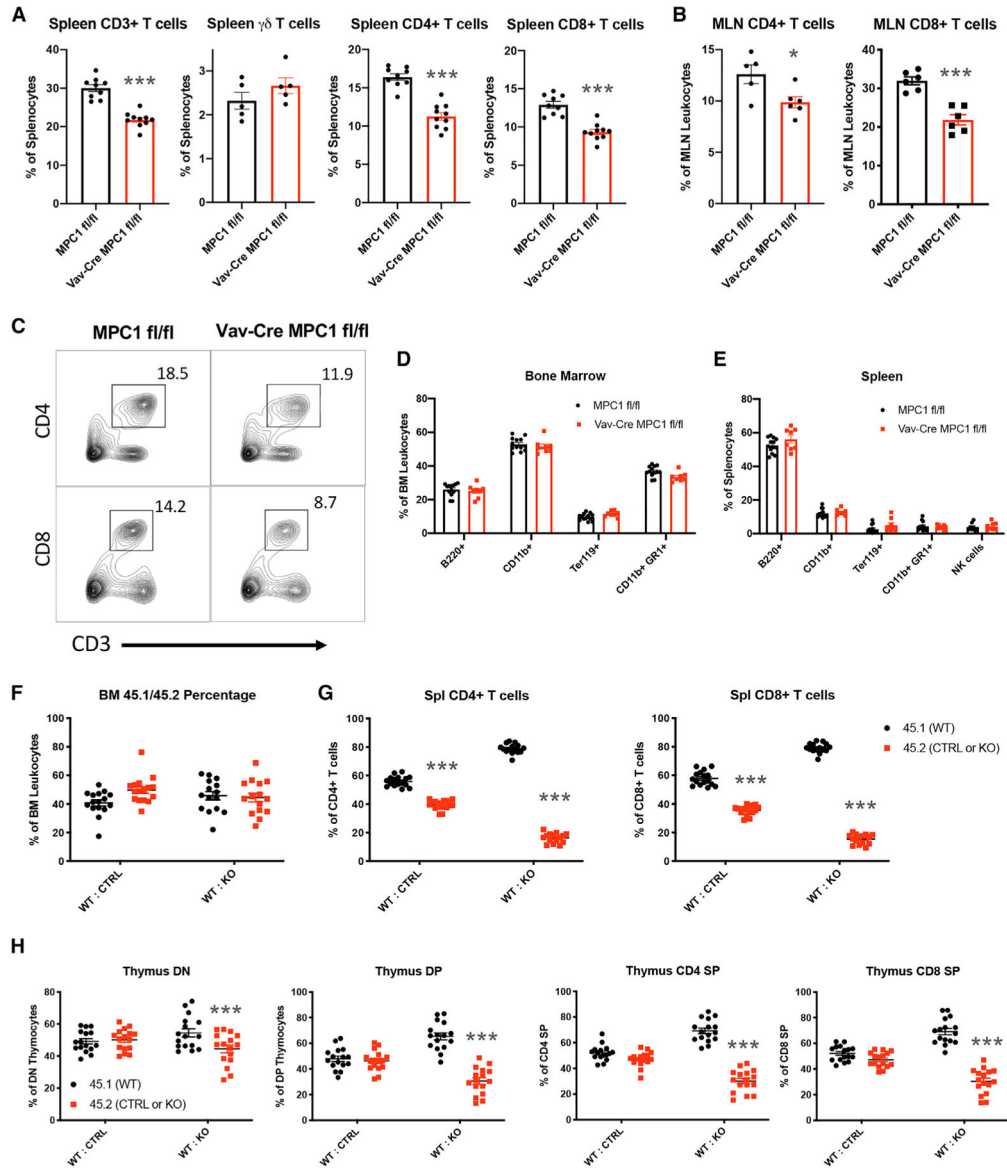 A
Spleen CD3+ T cells
% of Splenocytes
40
30
20
10
0
***
MPC1 fl/fl
Vav-Cre MPC1 fl/fl
Spleen γδ T cells
3
2
1
0
MPC1 fl/fl
Vav-Cre MPC1 fl/fl
Spleen CD4+ T cells
% of Splenocytes
20
15
10
5
0
***
MPC1 fl/fl
Vav-Cre MPC1 fl/fl
Spleen CD8+ T cells
% of Splenocytes
20
15
10
5
0
***
MPC1 fl/fl
Vav-Cre MPC1 fl/fl
B
MLN CD4+ T cells
% of MLN Leukocytes
15
10
5
0
*
MPC1 fl/fl
Vav-Cre MPC1 fl/fl
MLN CD8+ T cells
% of MLN Leukocytes
40
30
20
10
0
***
MPC1 fl/fl
Vav-Cre MPC1 fl/fl
C
MPC1 fl/fl
Vav-Cre MPC1 fl/fl
CD4
18.5
11.9
CD8
14.2
8.7
CD3
D
Bone Marrow
% of BM Leukocytes
80
60
40
20
0
MPC1 fl/fl
Vav-Cre MPC1 fl/fl
B220+
CD11b+
Ter119+
CD11b+ GR1+
E
Spleen
% of Splenocytes
80
60
40
20
0
MPC1 fl/fl
Vav-Cre MPC1 fl/fl
B220+
CD11b+
Ter119+
CD11b+ GR1+
NK cells
F
BM 45.1/45.2 Percentage
% of BM Leukocytes
100
80
60
40
20
0
WT : CTRL
WT : KO
G
Spl CD4+ T cells
% of CD4+ T cells
100
80
60
40
20
0
***
***
WT : CTRL
WT : KO
Spl CD8+ T cells
% of CD8+ T cells
100
80
60
40
20
0
***
***
WT : CTRL
WT : KO
45.1 (WT)
45.2 (CTRL or KO)
H
Thymus DN
% of DN Thymocytes
80
60
40
20
0
***
45.1 (WT)
45.2 (CTRL or KO)
WT : CTRL
WT : KO
Thymus DP
% of DP Thymocytes
100
80
60
40
20
0
***
WT : CTRL
WT : KO
Thymus CD4 SP
% of CD4 SP
100
80
60
40
20
0
***
WT : CTRL
WT : KO
Thymus CD8 SP
% of CD8 SP
100
80
60
40
20
0
***
WT : CTRL
WT : KO